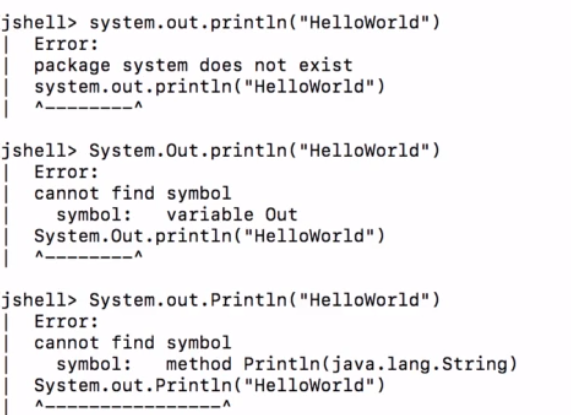 jshell> system.out.println("HelloWorld")
|  Error:
|  package system does not exist
|  system.out.println("HelloWorld")
|  ^--------^
jshell> System.Out.println("HelloWorld")
|  Error:
|  cannot find symbol
|    symbol:   variable Out
|  System.Out.println("HelloWorld")
|  ^--------^
jshell> System.out.Println("HelloWorld")
|  Error:
|  cannot find symbol
|    symbol:   method Println(java.lang.String)
|  System.out.Println("HelloWorld")
|  ^----------------^